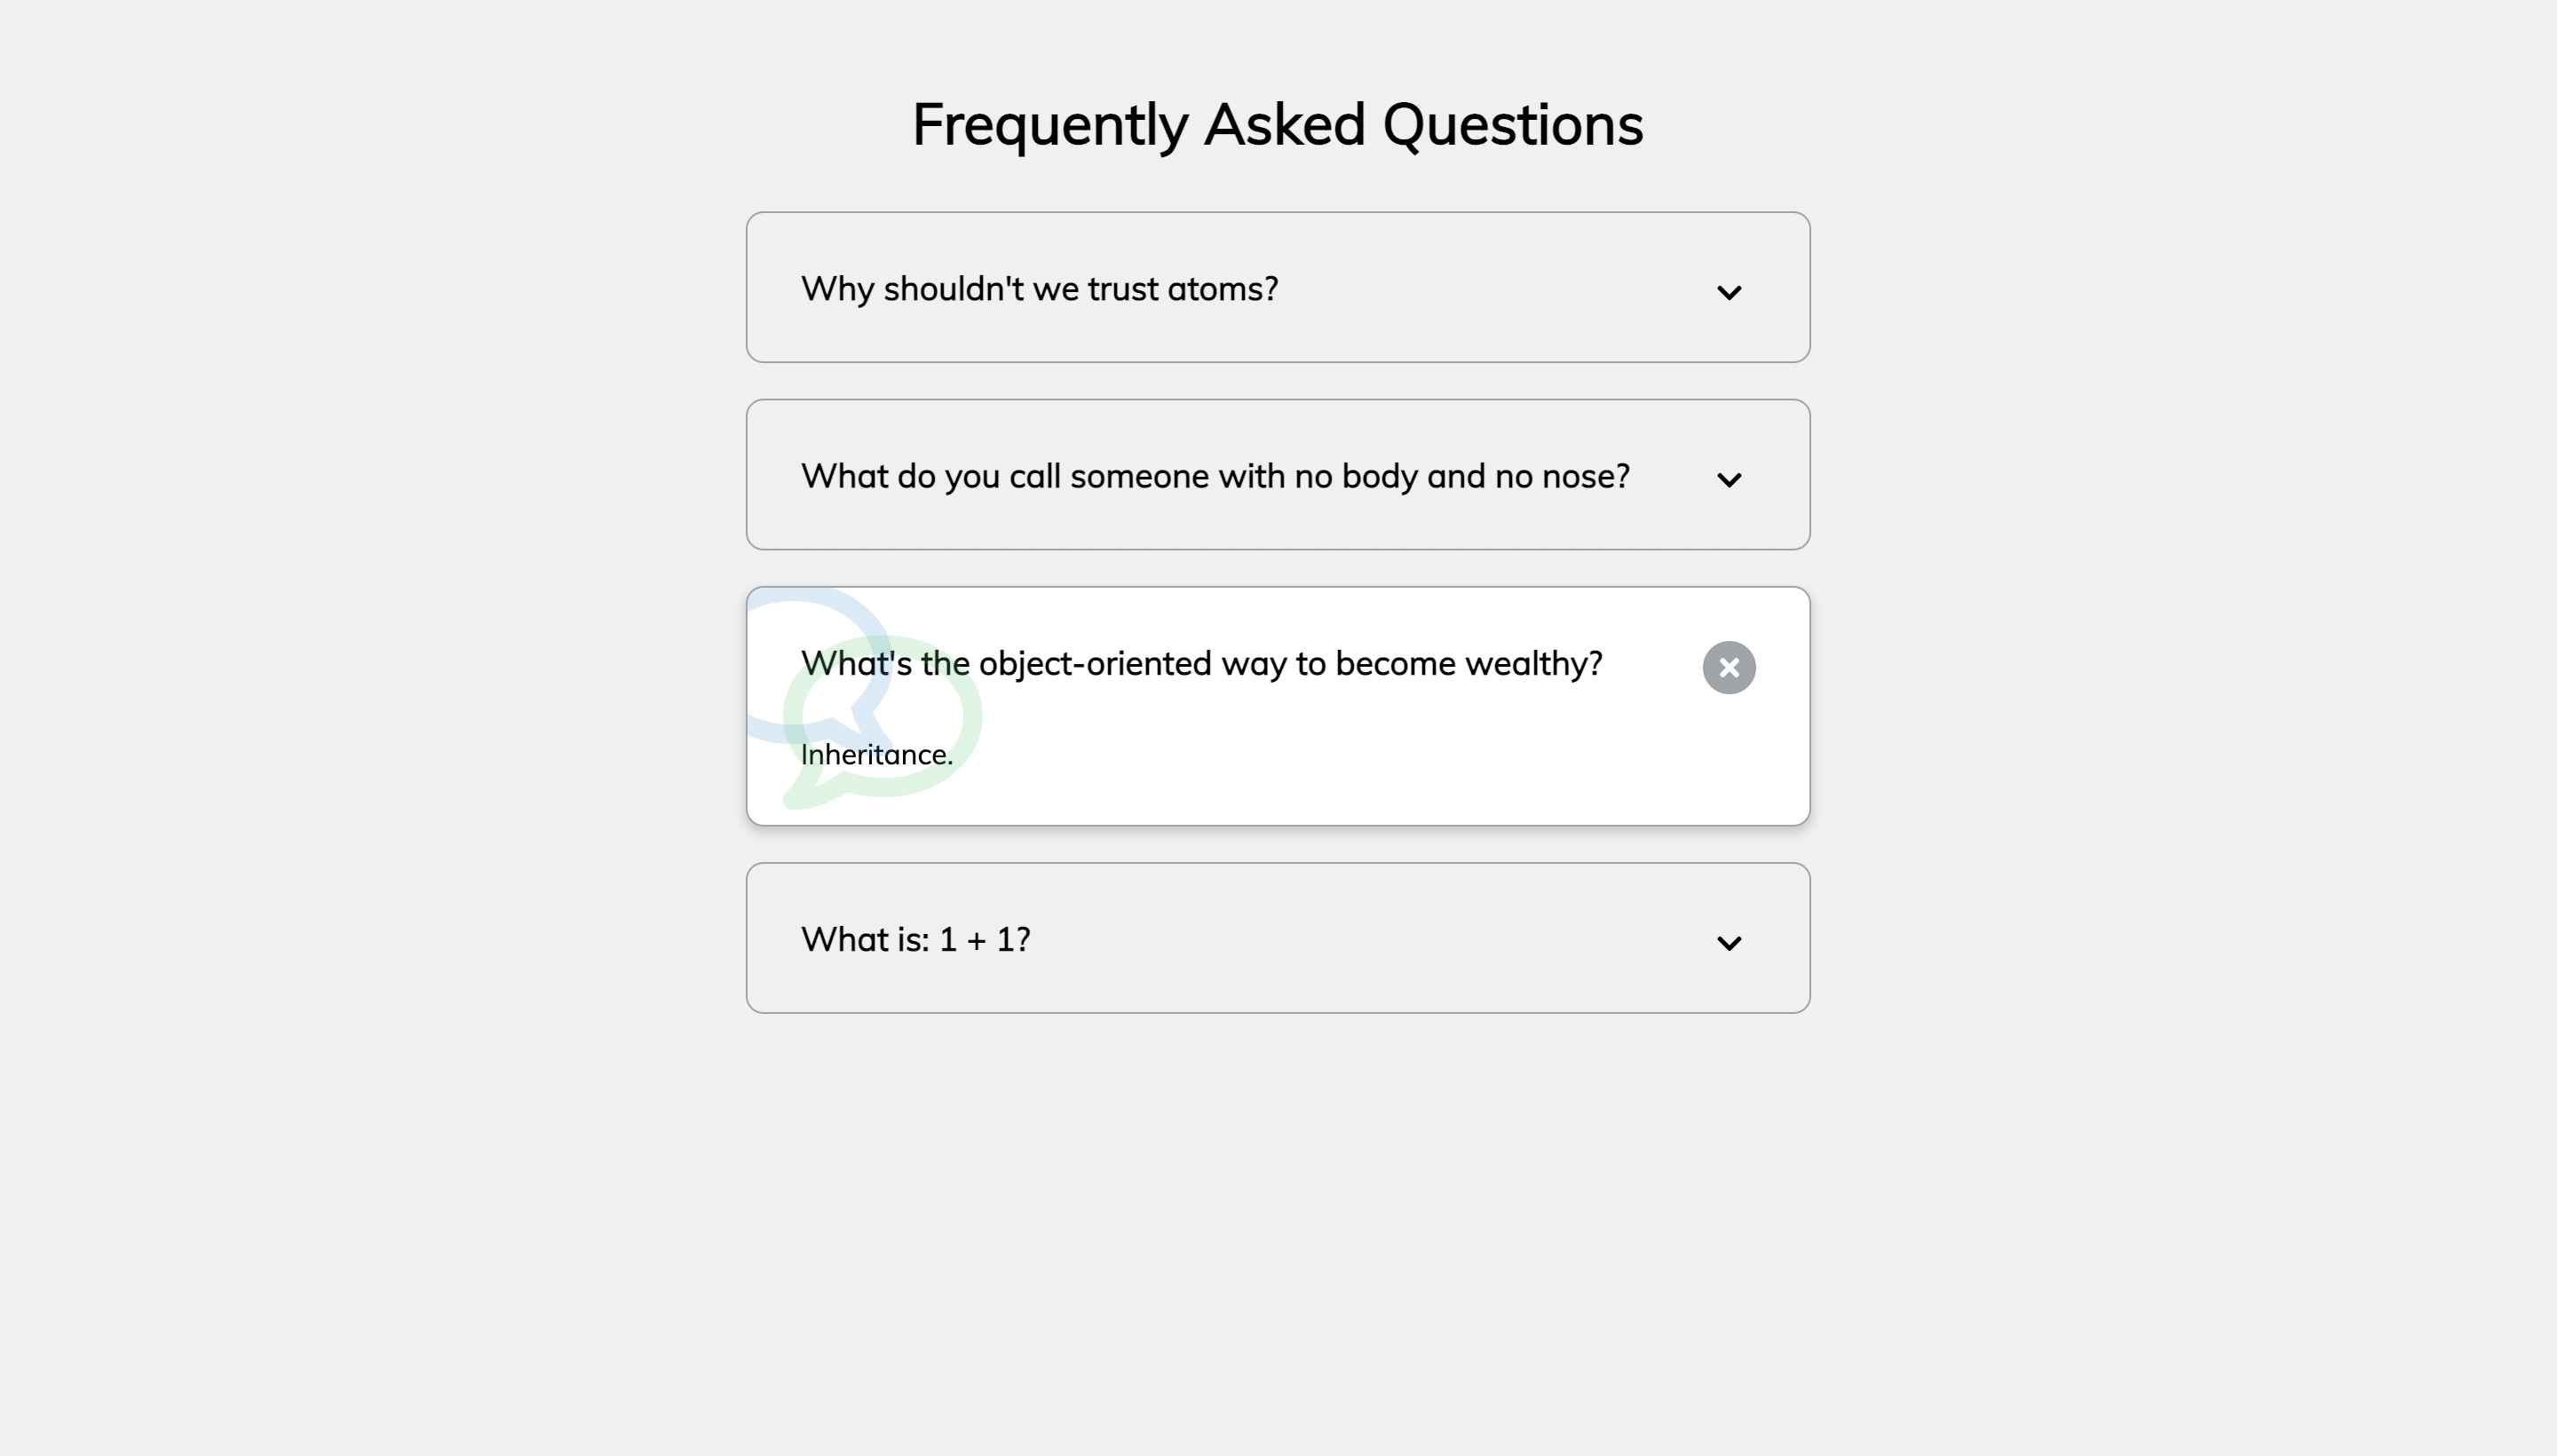 Frequently Asked Questions
Why shouldn't we trust atoms?
What do you call someone with no body and no nose?
What's the object-oriented way to become wealthy?
Inheritance.
What is: 1 + 1?